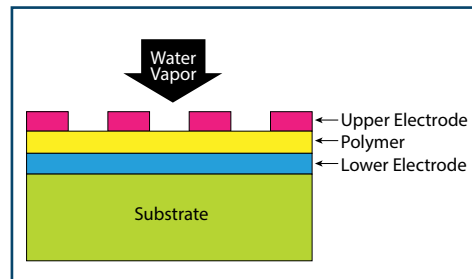 Water
Vapor
Upper Electrode
Polymer
Lower Electrode
Substrate